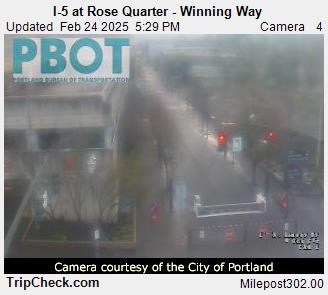 I-5 at Rose Quarter - Winning Way
Updated Feb 24 2025 5:29 PM Camera 4
PBOT
PORTLAND BUREAU OF TRANSPORTATION
Camera courtesy of the City of Portland
TripCheck.com Milepost302.00